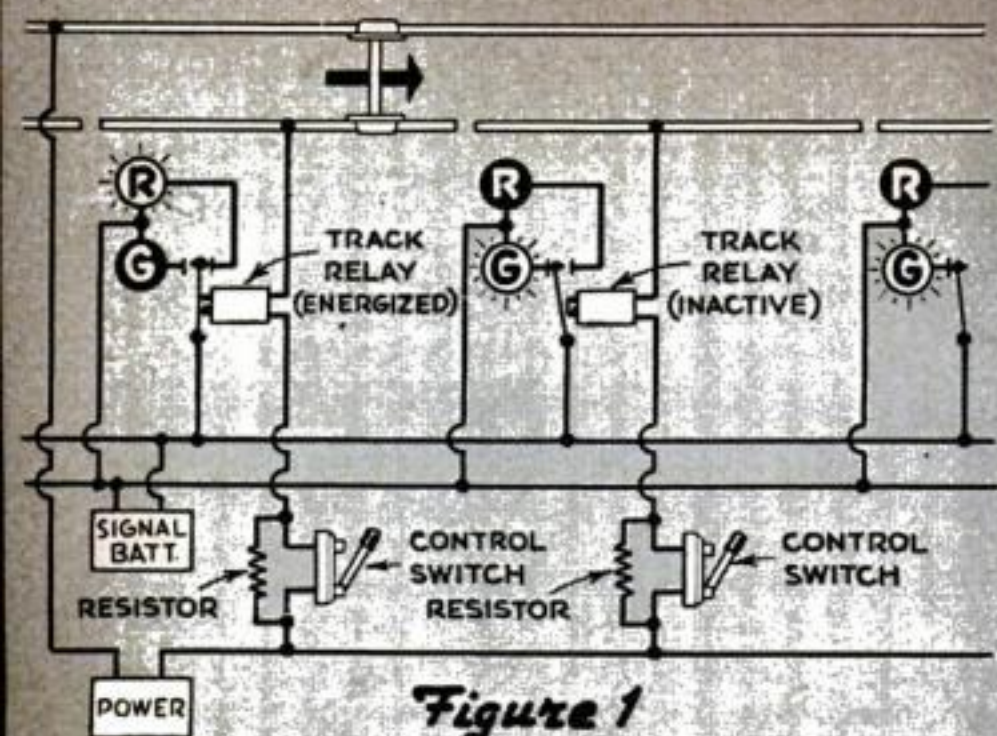 R
G
TRACK
RELAY
(ENERGIZED)
R
G
TRACK
RELAY
(INACTIVE)
R
G
SIGNAL
BATT.
RESISTOR
CONTROL
SWITCH
RESISTOR
CONTROL
SWITCH
POWER
Figure 1